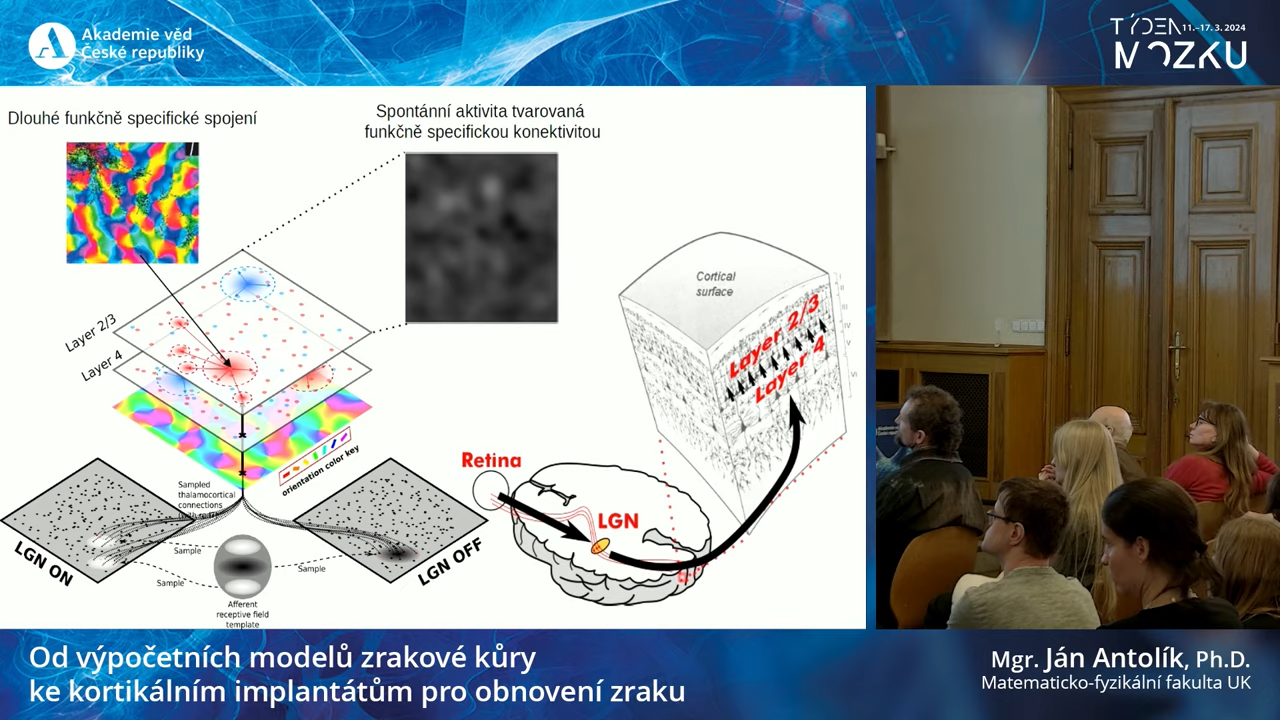 Akademie věd
České republiky
TÝDEN 11.–17. 3. 2024
MOZKU
Dlouhé funkčně specifické spojení
Spontánní aktivita tvarovaná
funkčně specifickou konektivitou
Layer 2/3
Layer 4
orientation color key
Sampled
thalamocortical
connections
LGN ON
LGN OFF
Sample
Sample
Sample
Afferent
receptive field
template
Retina
LGN
Cortical
surface
Layer 2/3
Layer 4
Od výpočetních modelů zrakové kůry
ke kortikálním implantátům pro obnovení zraku
Mgr. Ján Antolík, Ph.D.
Matematicko-fyzikální fakulta UK